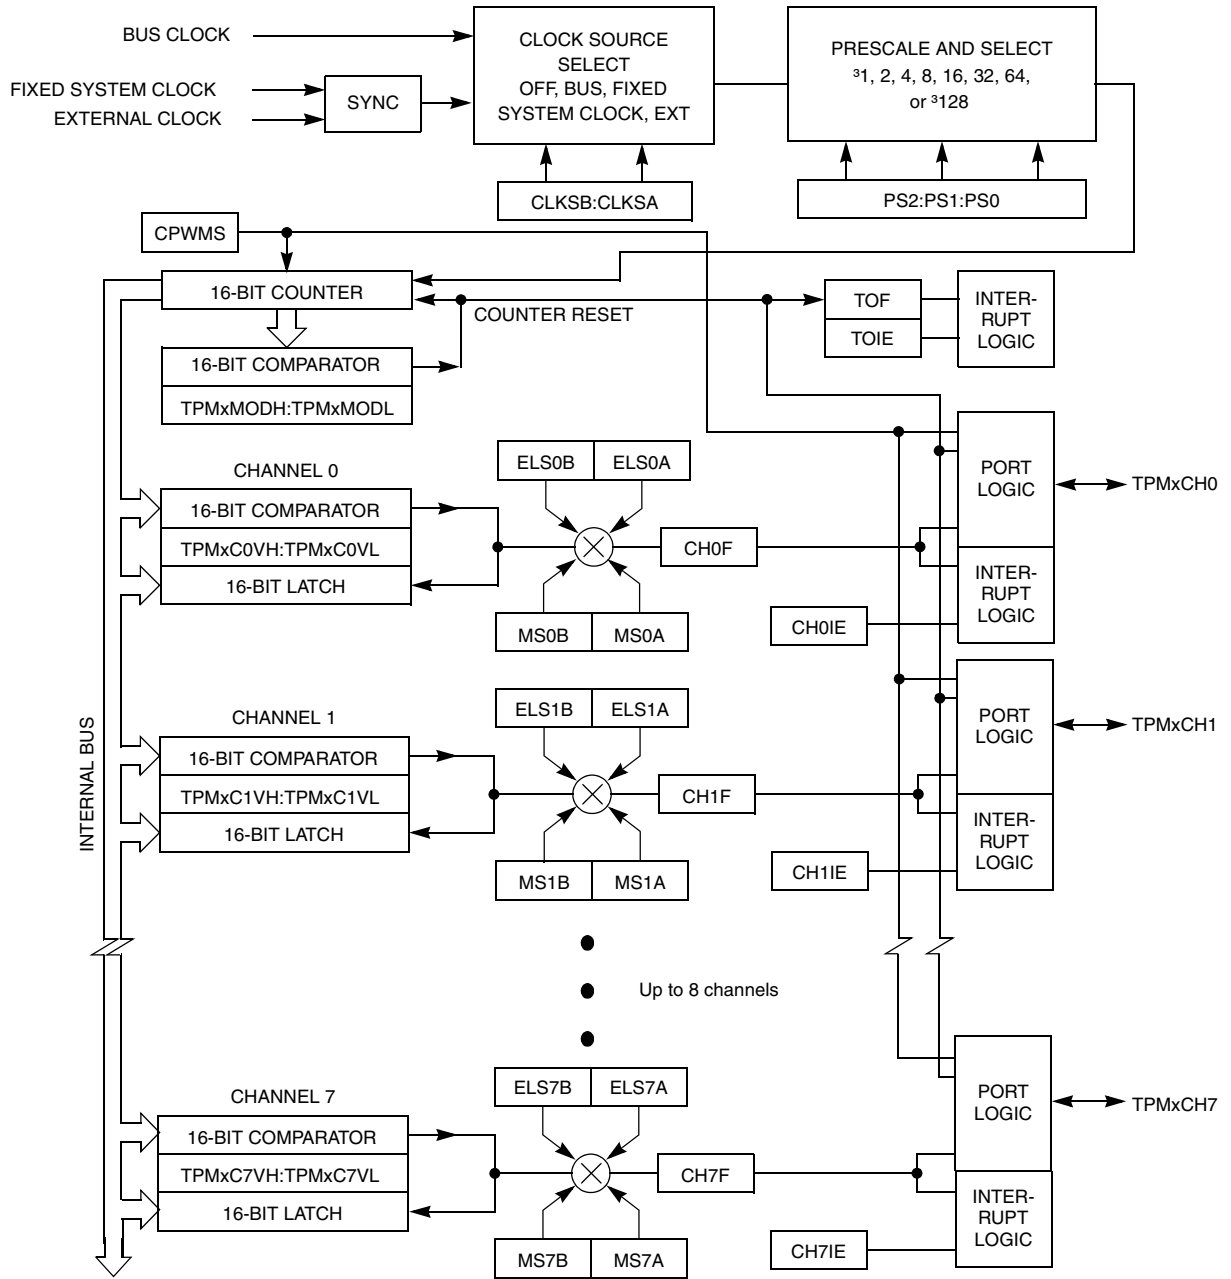 BUS CLOCK
FIXED SYSTEM CLOCK
EXTERNAL CLOCK
SYNC
CLOCK SOURCE
SELECT
OFF, BUS, FIXED
SYSTEM CLOCK, EXT
PRESCALE AND SELECT
³1, 2, 4, 8, 16, 32, 64,
or ³128
CLKSB:CLKSA
PS2:PS1:PS0
CPWMS
16-BIT COUNTER
COUNTER RESET
TOF
TOIE
INTER-
RUPT
LOGIC
16-BIT COMPARATOR
TPMxMODH:TPMxMODL
CHANNEL 0
16-BIT COMPARATOR
TPMxC0VH:TPMxC0VL
16-BIT LATCH
ELS0B
ELS0A
MS0B
MS0A
CH0F
CH0IE
PORT
LOGIC
INTER-
RUPT
LOGIC
TPMxCH0
INTERNAL BUS
CHANNEL 1
16-BIT COMPARATOR
TPMxC1VH:TPMxC1VL
16-BIT LATCH
ELS1B
ELS1A
MS1B
MS1A
CH1F
CH1IE
PORT
LOGIC
INTER-
RUPT
LOGIC
TPMxCH1
Up to 8 channels
CHANNEL 7
16-BIT COMPARATOR
TPMxC7VH:TPMxC7VL
16-BIT LATCH
ELS7B
ELS7A
MS7B
MS7A
CH7F
CH7IE
PORT
LOGIC
INTER-
RUPT
LOGIC
TPMxCH7